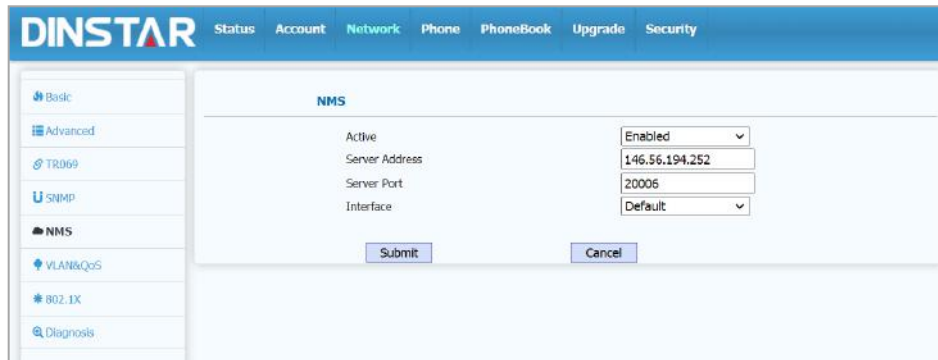 DINSTAR Status Account Network Phone PhoneBook Upgrade Security
Basic
Advanced
TR069
SNMP
NMS
VLAN&QoS
802.1X
Diagnosis
NMS
Active Enabled
Server Address 146.56.194.252
Server Port 20006
Interface Default
Submit Cancel